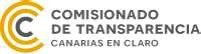 COMISIONADO
DE TRANSPARENCIA
CANARIAS EN CLARO